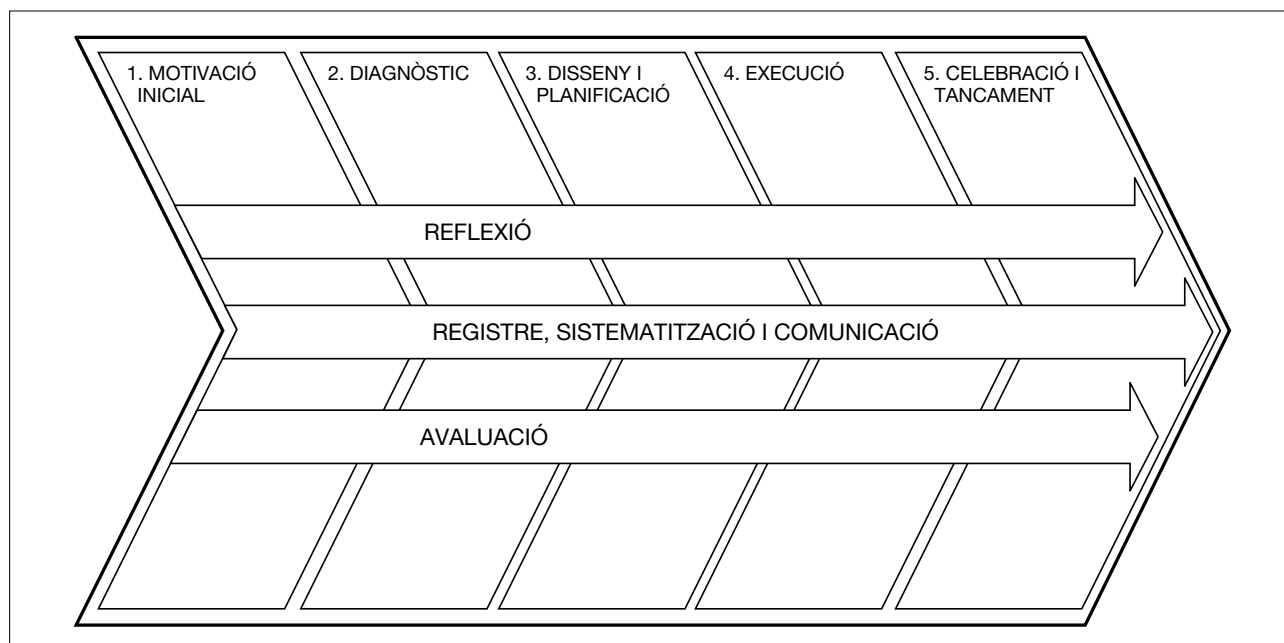 1. MOTIVACIÓ
INICIAL
2. DIAGNÒSTIC
3. DISSENY I
PLANIFICACIÓ
4. EXECUCIÓ
5. CELEBRACIÓ I
TANCAMENT
REFLEXIÓ
REGISTRE, SISTEMATITZACIÓ I COMUNICACIÓ
AVALUACIÓ